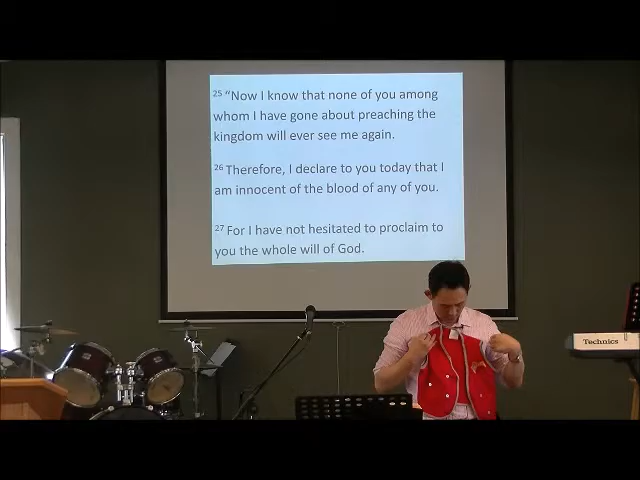 25 “Now I know that none of you among
whom I have gone about preaching the
kingdom will ever see me again.
26 Therefore, I declare to you today that I
am innocent of the blood of any of you.
27 For I have not hesitated to proclaim to
you the whole will of God.
Technics